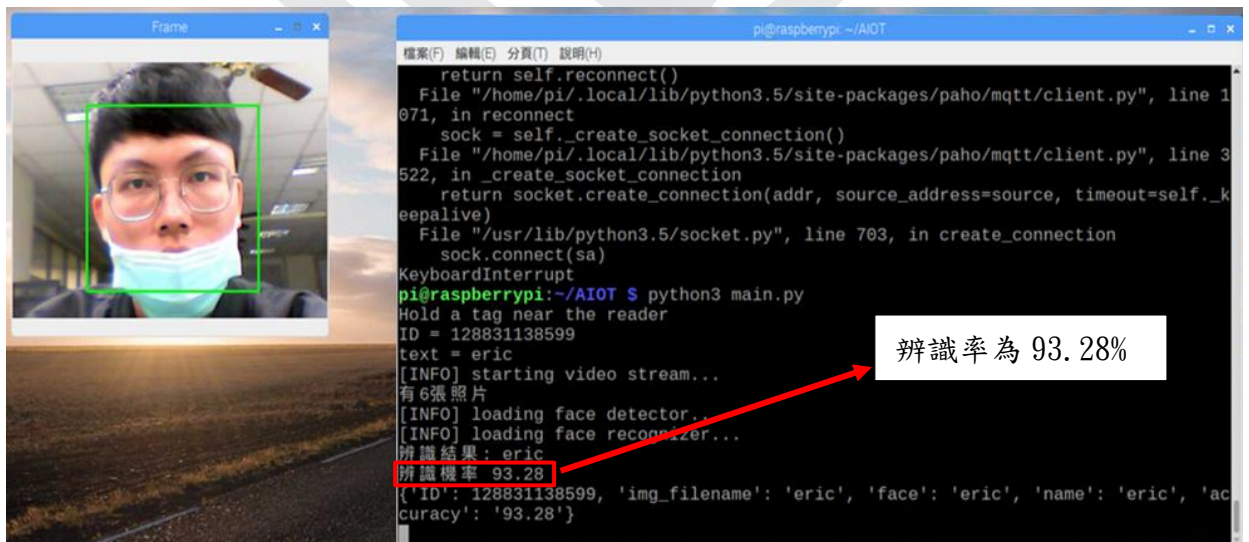 Frame
pi@raspberrypi: ~/AIOT
檔案(F) 編輯(E) 分頁(T) 說明(H)
return self.reconnect()
File "/home/pi/.local/lib/python3.5/site-packages/paho/mqtt/client.py", line 1
071, in reconnect
sock = self._create_socket_connection()
File "/home/pi/.local/lib/python3.5/site-packages/paho/mqtt/client.py", line 3
522, in _create_socket_connection
return socket.create_connection(addr, source_address=source, timeout=self._k
eepalive)
File "/usr/lib/python3.5/socket.py", line 703, in create_connection
sock.connect(sa)
KeyboardInterrupt
pi@raspberrypi:~/AIOT $ python3 main.py
Hold a tag near the reader
ID = 128831138599
text = eric
[INFO] starting video stream...
有6張照片
[INFO] loading face detector..
[INFO] loading face recognizer...
辨識結果: eric
辨識機率 93.28
{'ID': 128831138599, 'img_filename': 'eric', 'face': 'eric', 'name': 'eric', 'ac
curacy': '93.28'}
辨識率為 93.28%